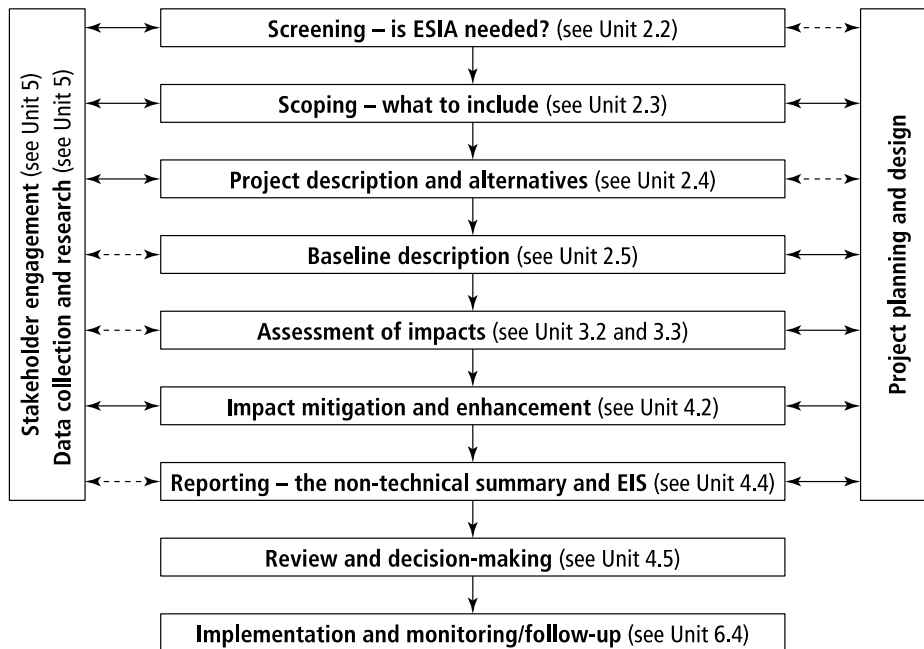 Stakeholder engagement (see Unit 5)
Data collection and research (see Unit 5)
Screening – is ESIA needed? (see Unit 2.2)
Scoping – what to include (see Unit 2.3)
Project description and alternatives (see Unit 2.4)
Baseline description (see Unit 2.5)
Assessment of impacts (see Unit 3.2 and 3.3)
Impact mitigation and enhancement (see Unit 4.2)
Reporting – the non-technical summary and EIS (see Unit 4.4)
Review and decision-making (see Unit 4.5)
Implementation and monitoring/follow-up (see Unit 6.4)
Project planning and design